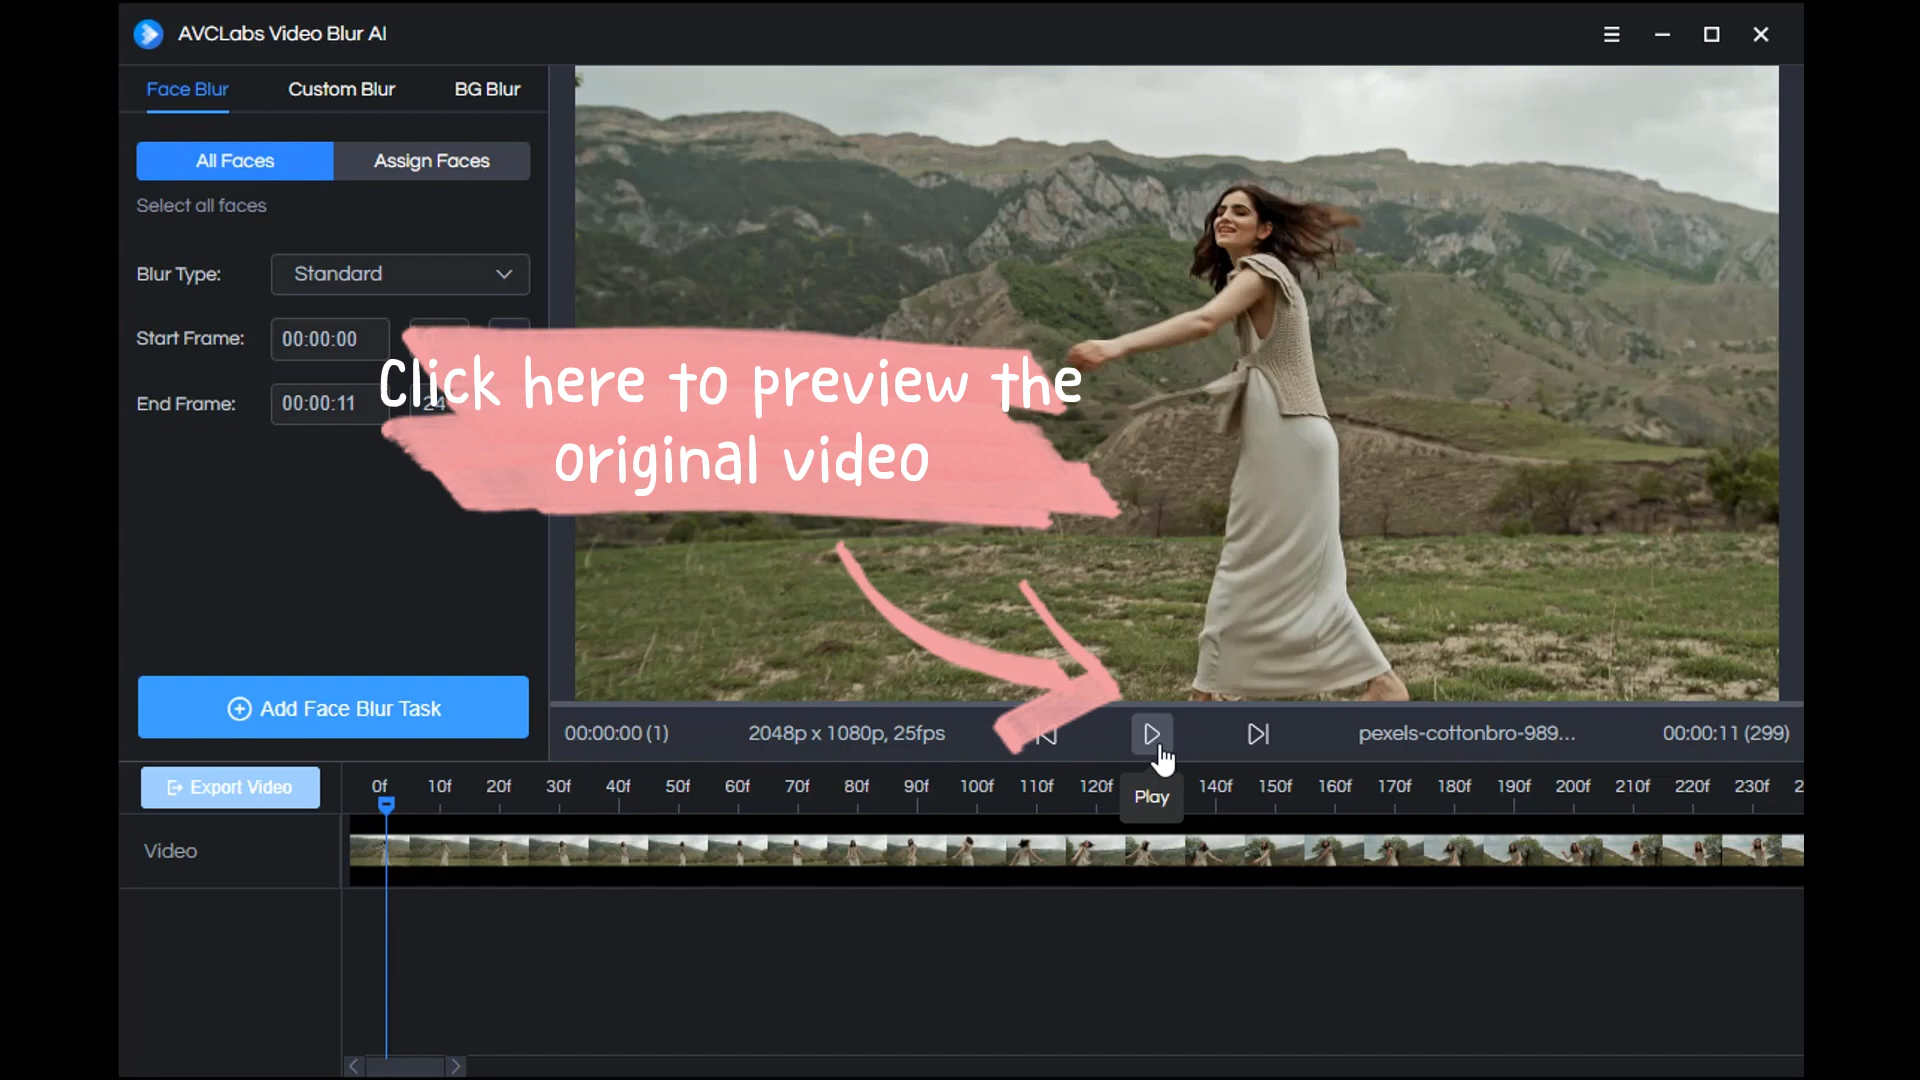 AVCLabs Video Blur AI
Face Blur Custom Blur BG Blur
All Faces Assign Faces
Select all faces
Blur Type: Standard
Start Frame: 00:00:00
End Frame: 00:00:11 24
Click here to preview the
original video
Add Face Blur Task
00:00:00 (1) 2048p x 1080p, 25fps pexels-cottonbro-989... 00:00:11 (299)
Export Video
0f 10f 20f 30f 40f 50f 60f 70f 80f 90f 100f 110f 120f 140f 150f 160f 170f 180f 190f 200f 210f 220f 230f 2
Play
Video